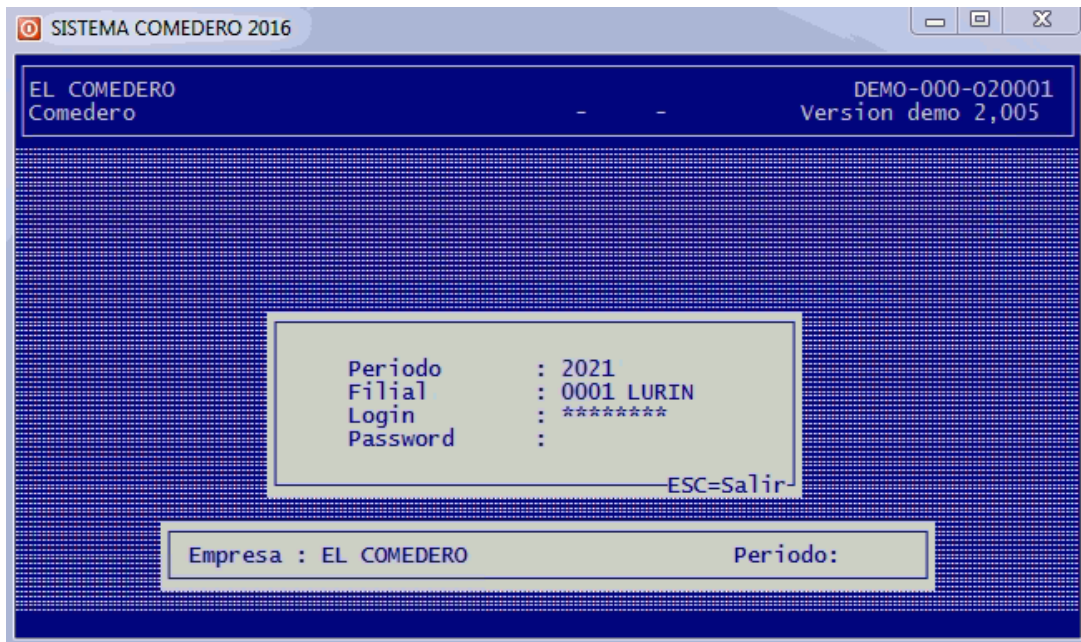 SISTEMA COMEDERO 2016
EL COMEDERO DEMO-000-O20001
Comedero - - Version demo 2,005
Periodo : 2021
Filial : 0001 LURIN
Login : ********
Password :
ESC=Salir
Empresa : EL COMEDERO Periodo: